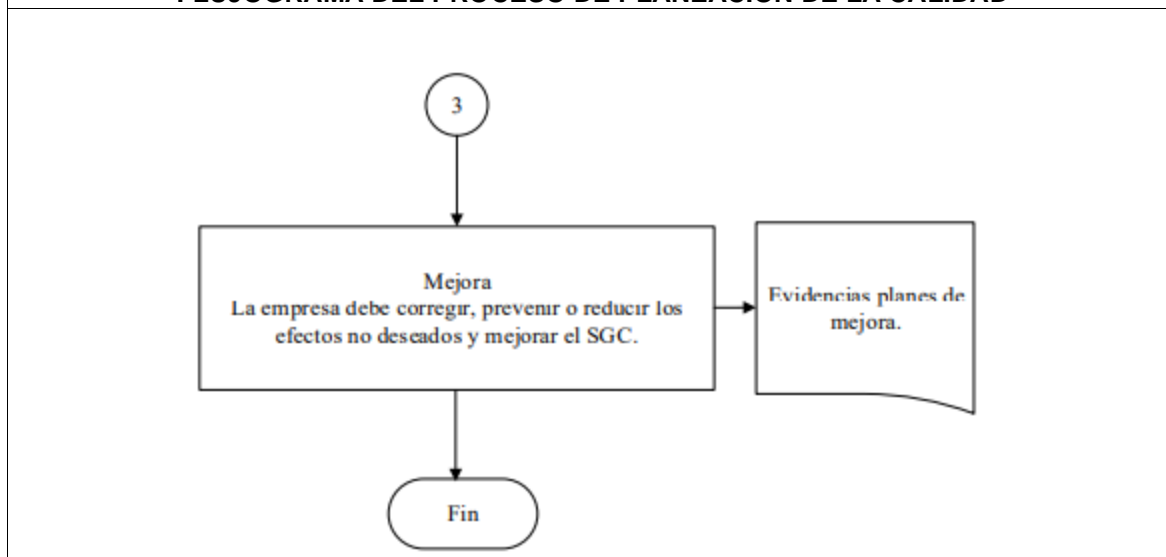 FLUJOGRAMA DEL PROCESO DE PLANEACIÓN DE LA CALIDAD
3
Mejora
La empresa debe corregir, prevenir o reducir los
efectos no deseados y mejorar el SGC.
Evidencias planes de
mejora.
Fin